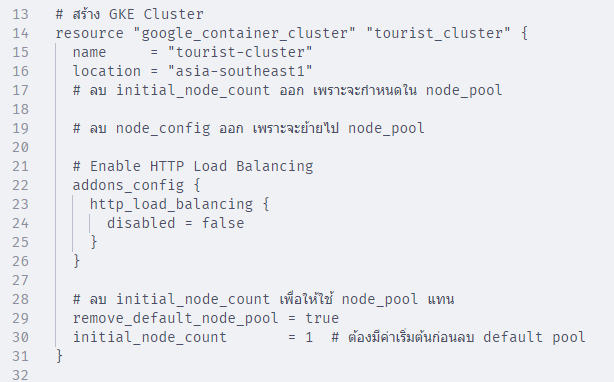 13 # สร้าง GKE Cluster
14 resource "google_container_cluster" "tourist_cluster" {
15   name     = "tourist-cluster"
16   location = "asia-southeast1"
17   # ลบ initial_node_count ออก เพราะจะกำหนดใน node_pool
18
19   # ลบ node_config ออก เพราะจะย้ายไป node_pool
20
21   # Enable HTTP Load Balancing
22   addons_config {
23     http_load_balancing {
24       disabled = false
25     }
26   }
27
28   # ลบ initial_node_count เพื่อให้ใช้ node_pool แทน
29   remove_default_node_pool = true
30   initial_node_count       = 1  # ต้องมีค่าเริ่มต้นก่อนลบ default pool
31 }
32